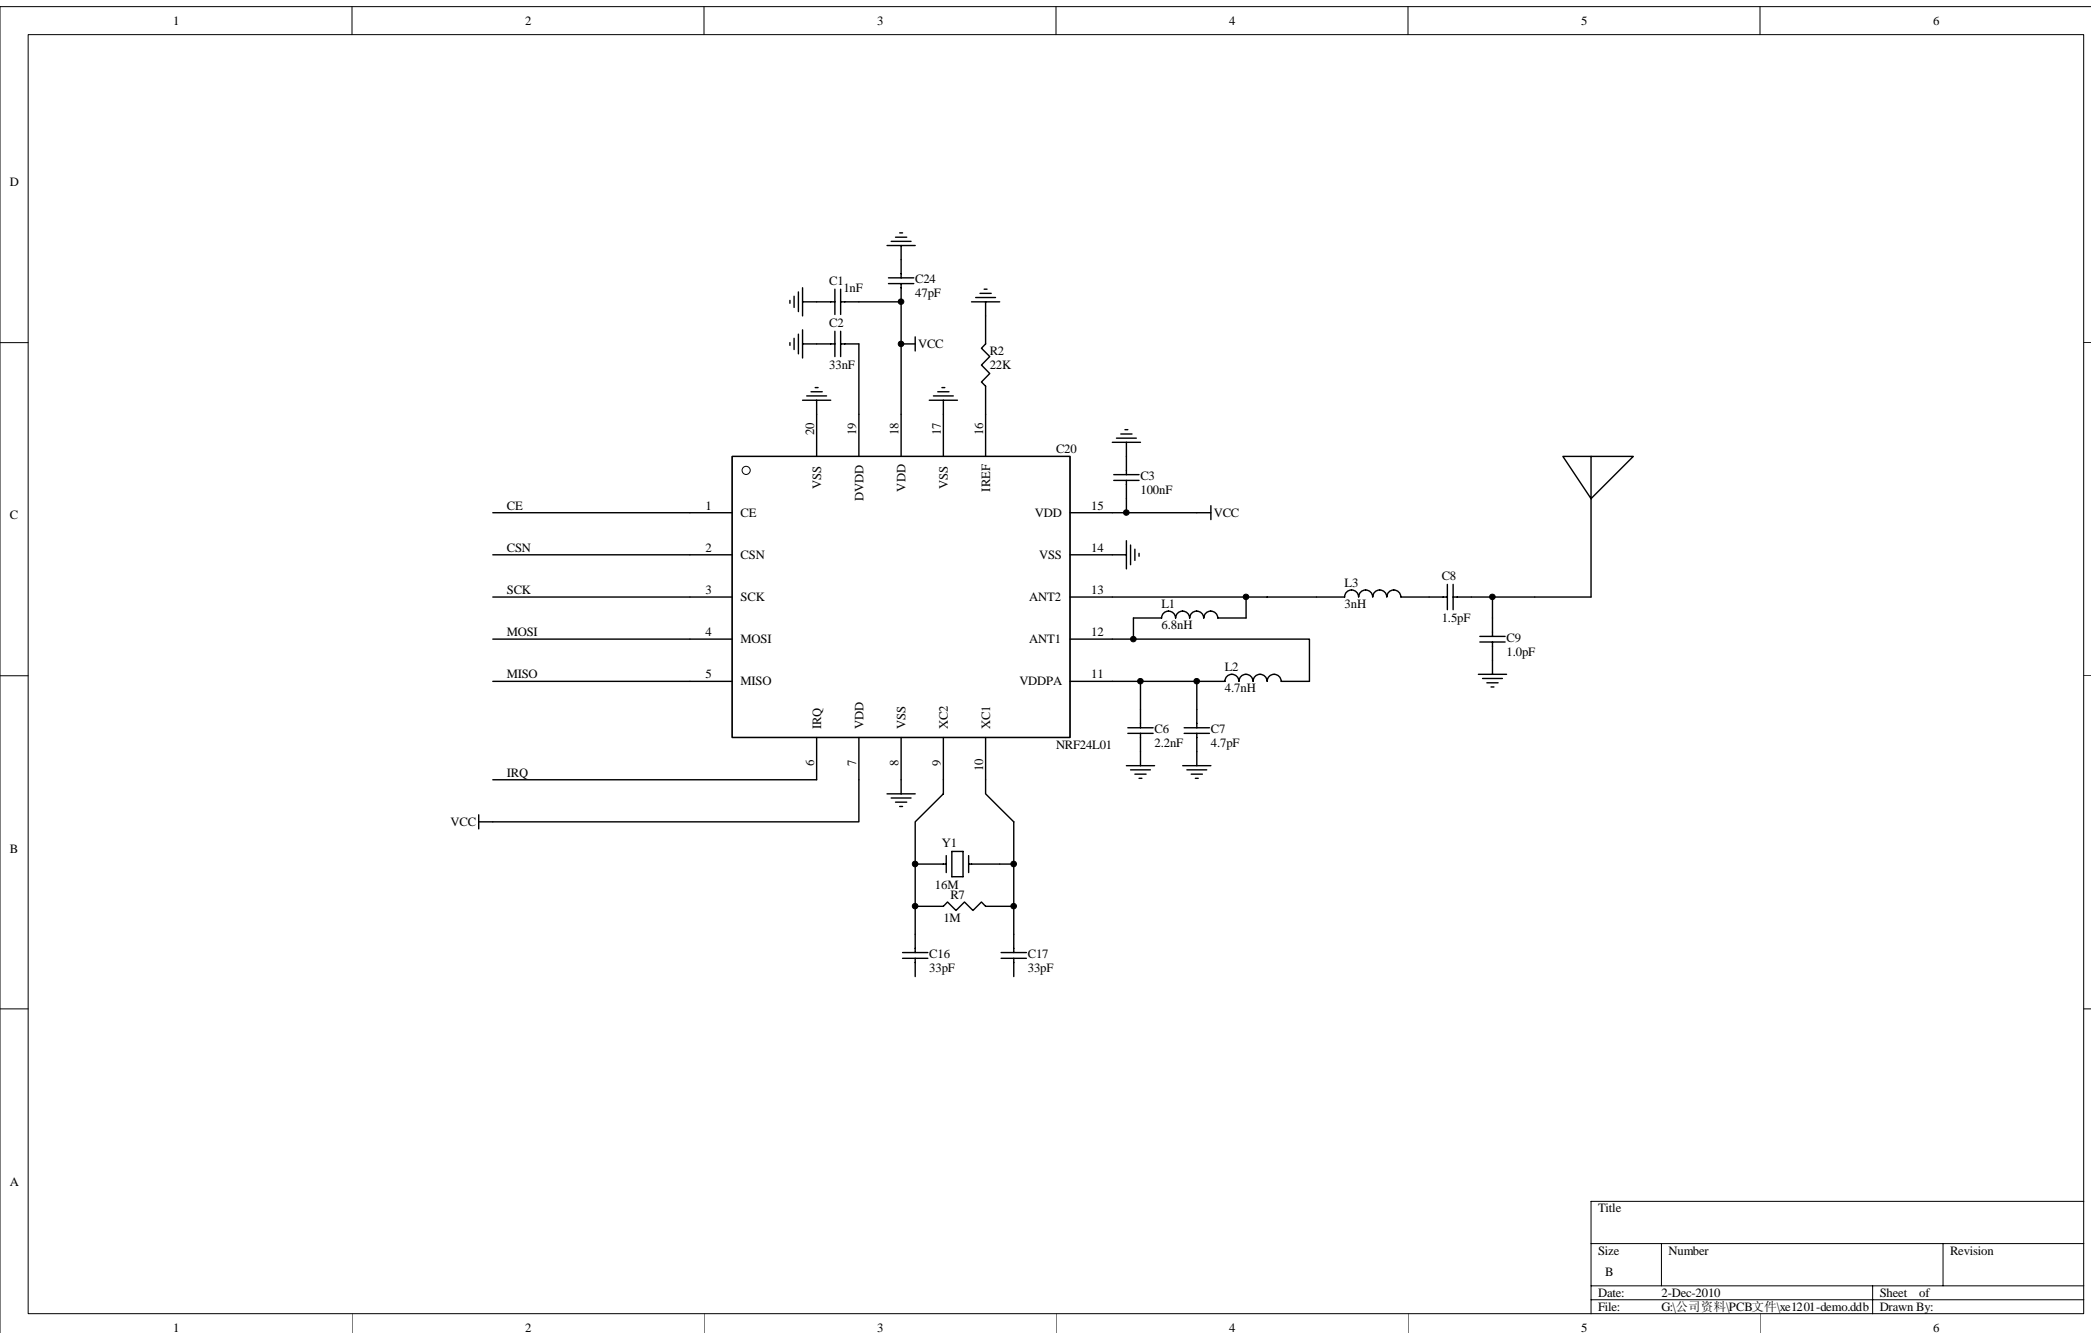 1 2 3 4 5 6
D
C
B
A
C24
47pF
C1
1nF
C2
33nF
VCC
R2
22K
20 19 18 17 16
C20
VSS DVDD VDD VSS IREF
C3
100nF
CE 1 CE
VDD 15 VCC
CSN 2 CSN
VSS 14
SCK 3 SCK
ANT2 13
L1
6.8nH
L3
3nH
C8
1.5pF
MOSI 4 MOSI
ANT1 12
C9
1.0pF
MISO 5 MISO
VDDPA 11
L2
4.7nH
IRQ VDD VSS XC2 XC1
C6
2.2nF
C7
4.7pF
NRF24L01
6 7 8 9 10
IRQ
VCC
Y1
16M
R7
1M
C16
33pF
C17
33pF
Title
Size
B
Number
Revision
Date: 2-Dec-2010 Sheet of
File: G:\公司资料\PCB文件\xe1201-demo.ddb Drawn By:
1 2 3 4 5 6